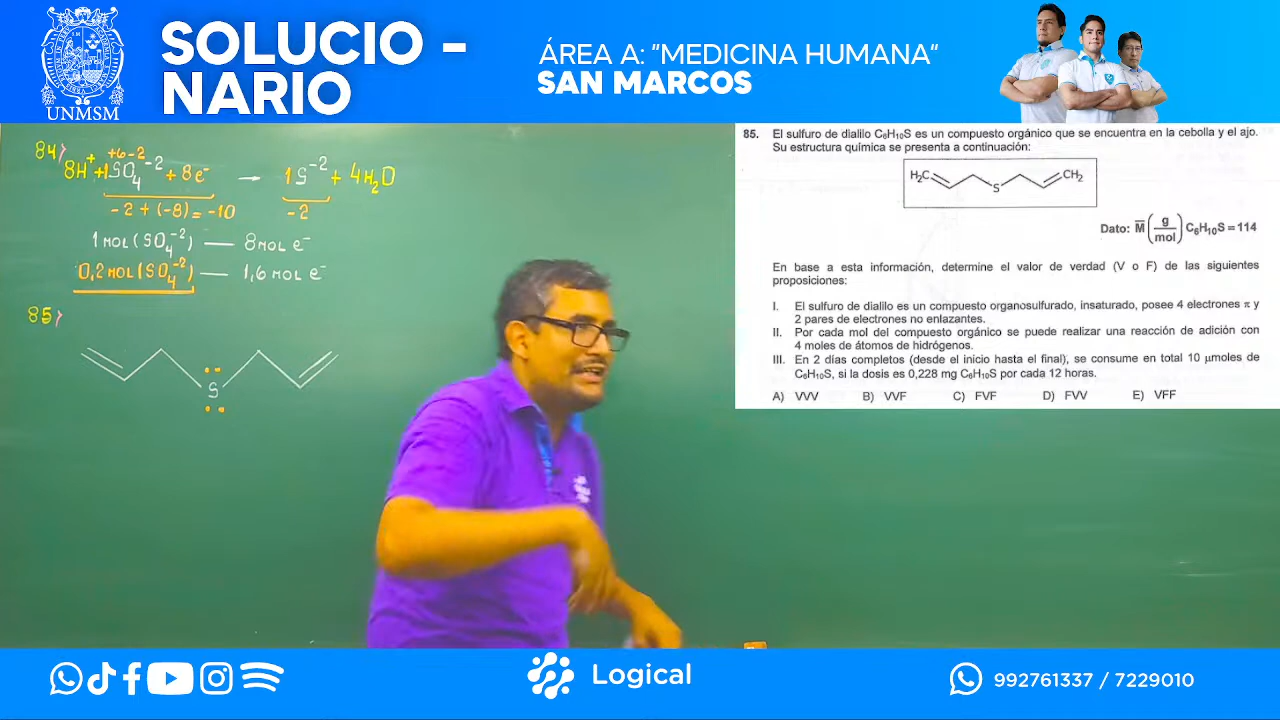 UNMSM
SOLUCIO -
NARIO
ÁREA A: "MEDICINA HUMANA"
SAN MARCOS
84>
+6 -2
8H⁺ + 1SO₄⁻² + 8e⁻ → 1S⁻² + 4H₂O
-2 + (-8) = -10
-2
1 MOL (SO₄⁻²) — 8 MOL e⁻
0,2 MOL (SO₄⁻²) — 1,6 MOL e⁻
85>
S
85. El sulfuro de dialilo C₆H₁₀S es un compuesto orgánico que se encuentra en la cebolla y el ajo.
Su estructura química se presenta a continuación:
H₂C S CH₂
Dato: M̅ (g/mol) C₆H₁₀S = 114
En base a esta información, determine el valor de verdad (V o F) de las siguientes
proposiciones:
I. El sulfuro de dialilo es un compuesto organosulfurado, insaturado, posee 4 electrones π y
2 pares de electrones no enlazantes.
II. Por cada mol del compuesto orgánico se puede realizar una reacción de adición con
4 moles de átomos de hidrógenos.
III. En 2 días completos (desde el inicio hasta el final), se consume en total 10 µmoles de
C₆H₁₀S, si la dosis es 0,228 mg C₆H₁₀S por cada 12 horas.
A) VVV B) VVF C) FVF D) FVV E) VFF
Logical
992761337 / 7229010